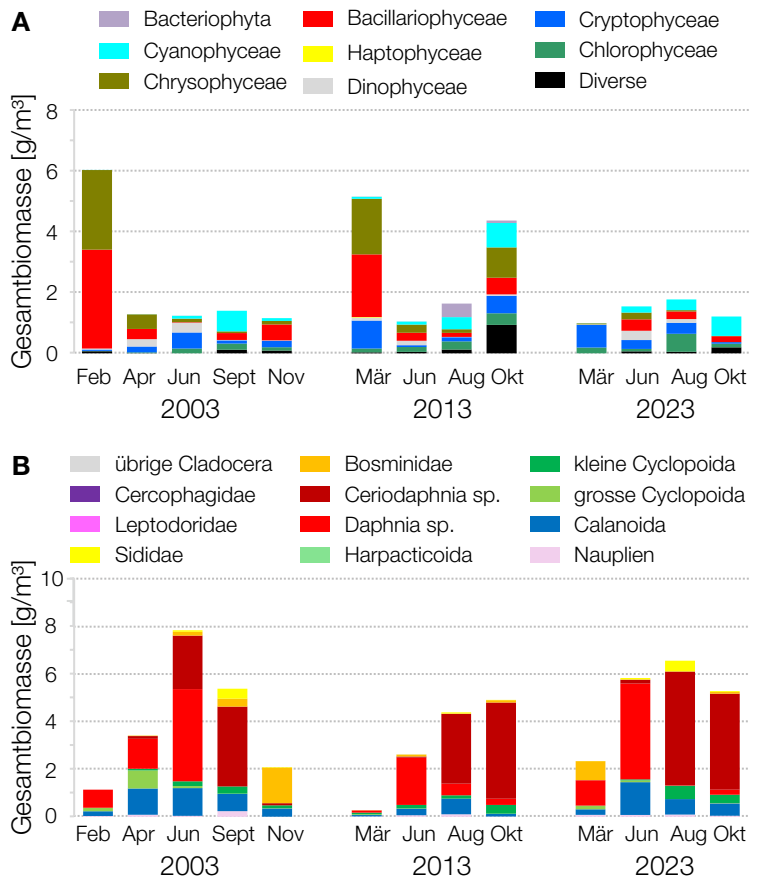 A
Bacteriophyta Bacillariophyceae Cryptophyceae
Cyanophyceae Haptophyceae Chlorophyceae
Chrysophyceae Dinophyceae Diverse
Gesamtbiomasse [g/m³]
8
6
4
2
0
Feb Apr Jun Sept Nov Mär Jun Aug Okt Mär Jun Aug Okt
2003 2013 2023
B
übrige Cladocera Bosminidae kleine Cyclopoida
Cercophagidae Ceriodaphnia sp. grosse Cyclopoida
Leptodoridae Daphnia sp. Calanoida
Sididae Harpacticoida Nauplien
Gesamtbiomasse [g/m³]
10
8
6
4
2
0
Feb Apr Jun Sept Nov Mär Jun Aug Okt Mär Jun Aug Okt
2003 2013 2023